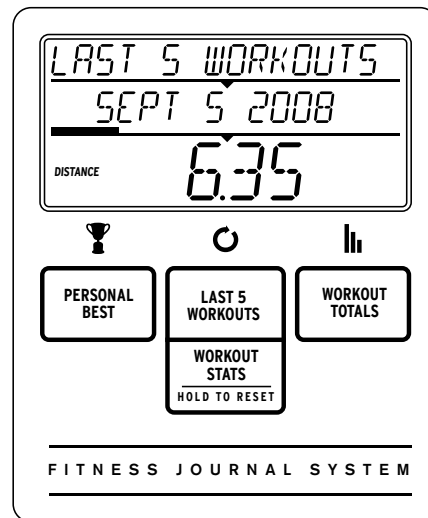 LAST 5 WORKOUTS
SEPT 5 2008
DISTANCE 6.35
PERSONAL
BEST
LAST 5
WORKOUTS
WORKOUT
TOTALS
WORKOUT
STATS
HOLD TO RESET
FITNESS JOURNAL SYSTEM